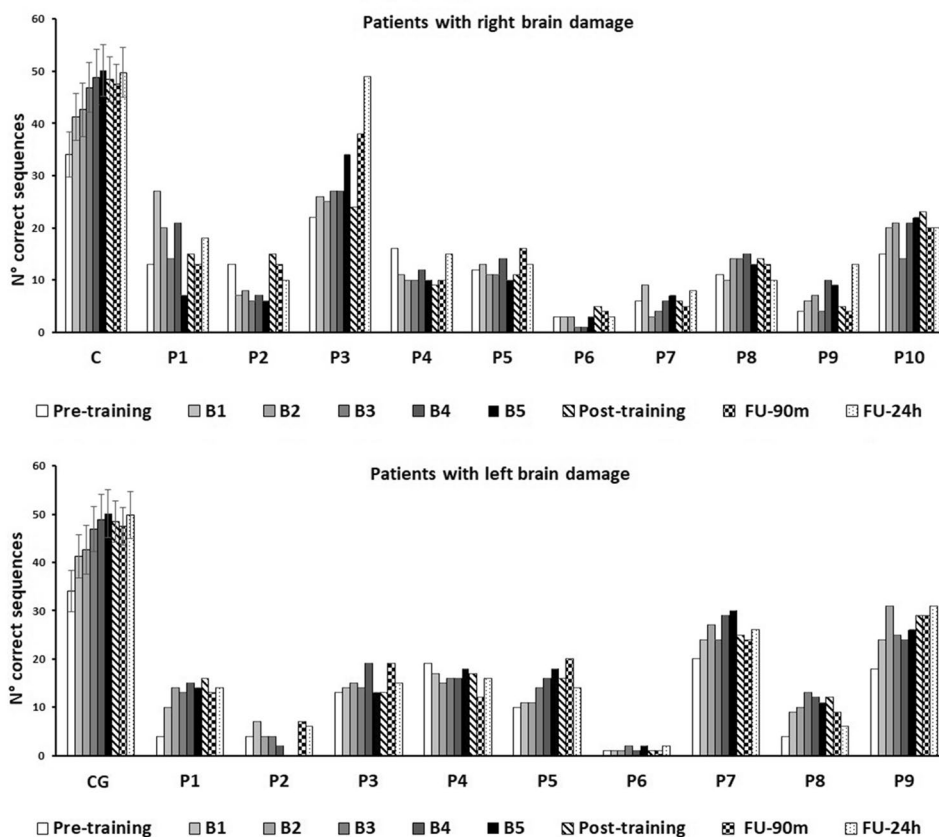 Patients with right brain damage
N° correct sequences
60
50
40
30
20
10
0
C P1 P2 P3 P4 P5 P6 P7 P8 P9 P10
Pre-training B1 B2 B3 B4 B5 Post-training FU-90m FU-24h
Patients with left brain damage
N° correct sequences
60
50
40
30
20
10
0
CG P1 P2 P3 P4 P5 P6 P7 P8 P9
Pre-training B1 B2 B3 B4 B5 Post-training FU-90m FU-24h